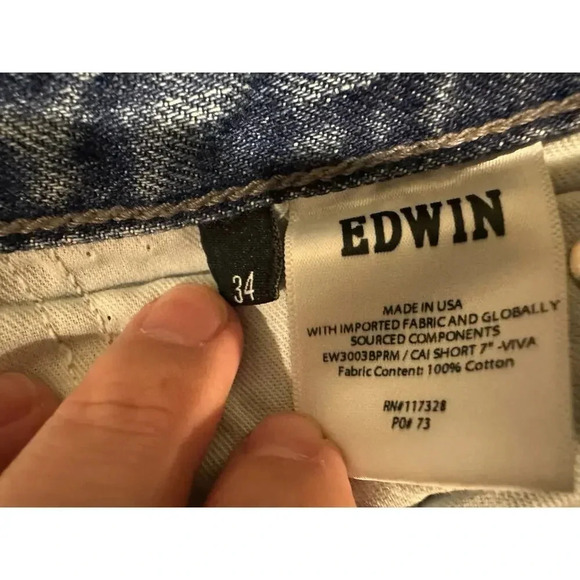 34
EDWIN
MADE IN USA
WITH IMPORTED FABRIC AND GLOBALLY
SOURCED COMPONENTS
EW3003BPRM / CAI SHORT 7" -VIVA
Fabric Content: 100% Cotton
RN#117328
PO# 73